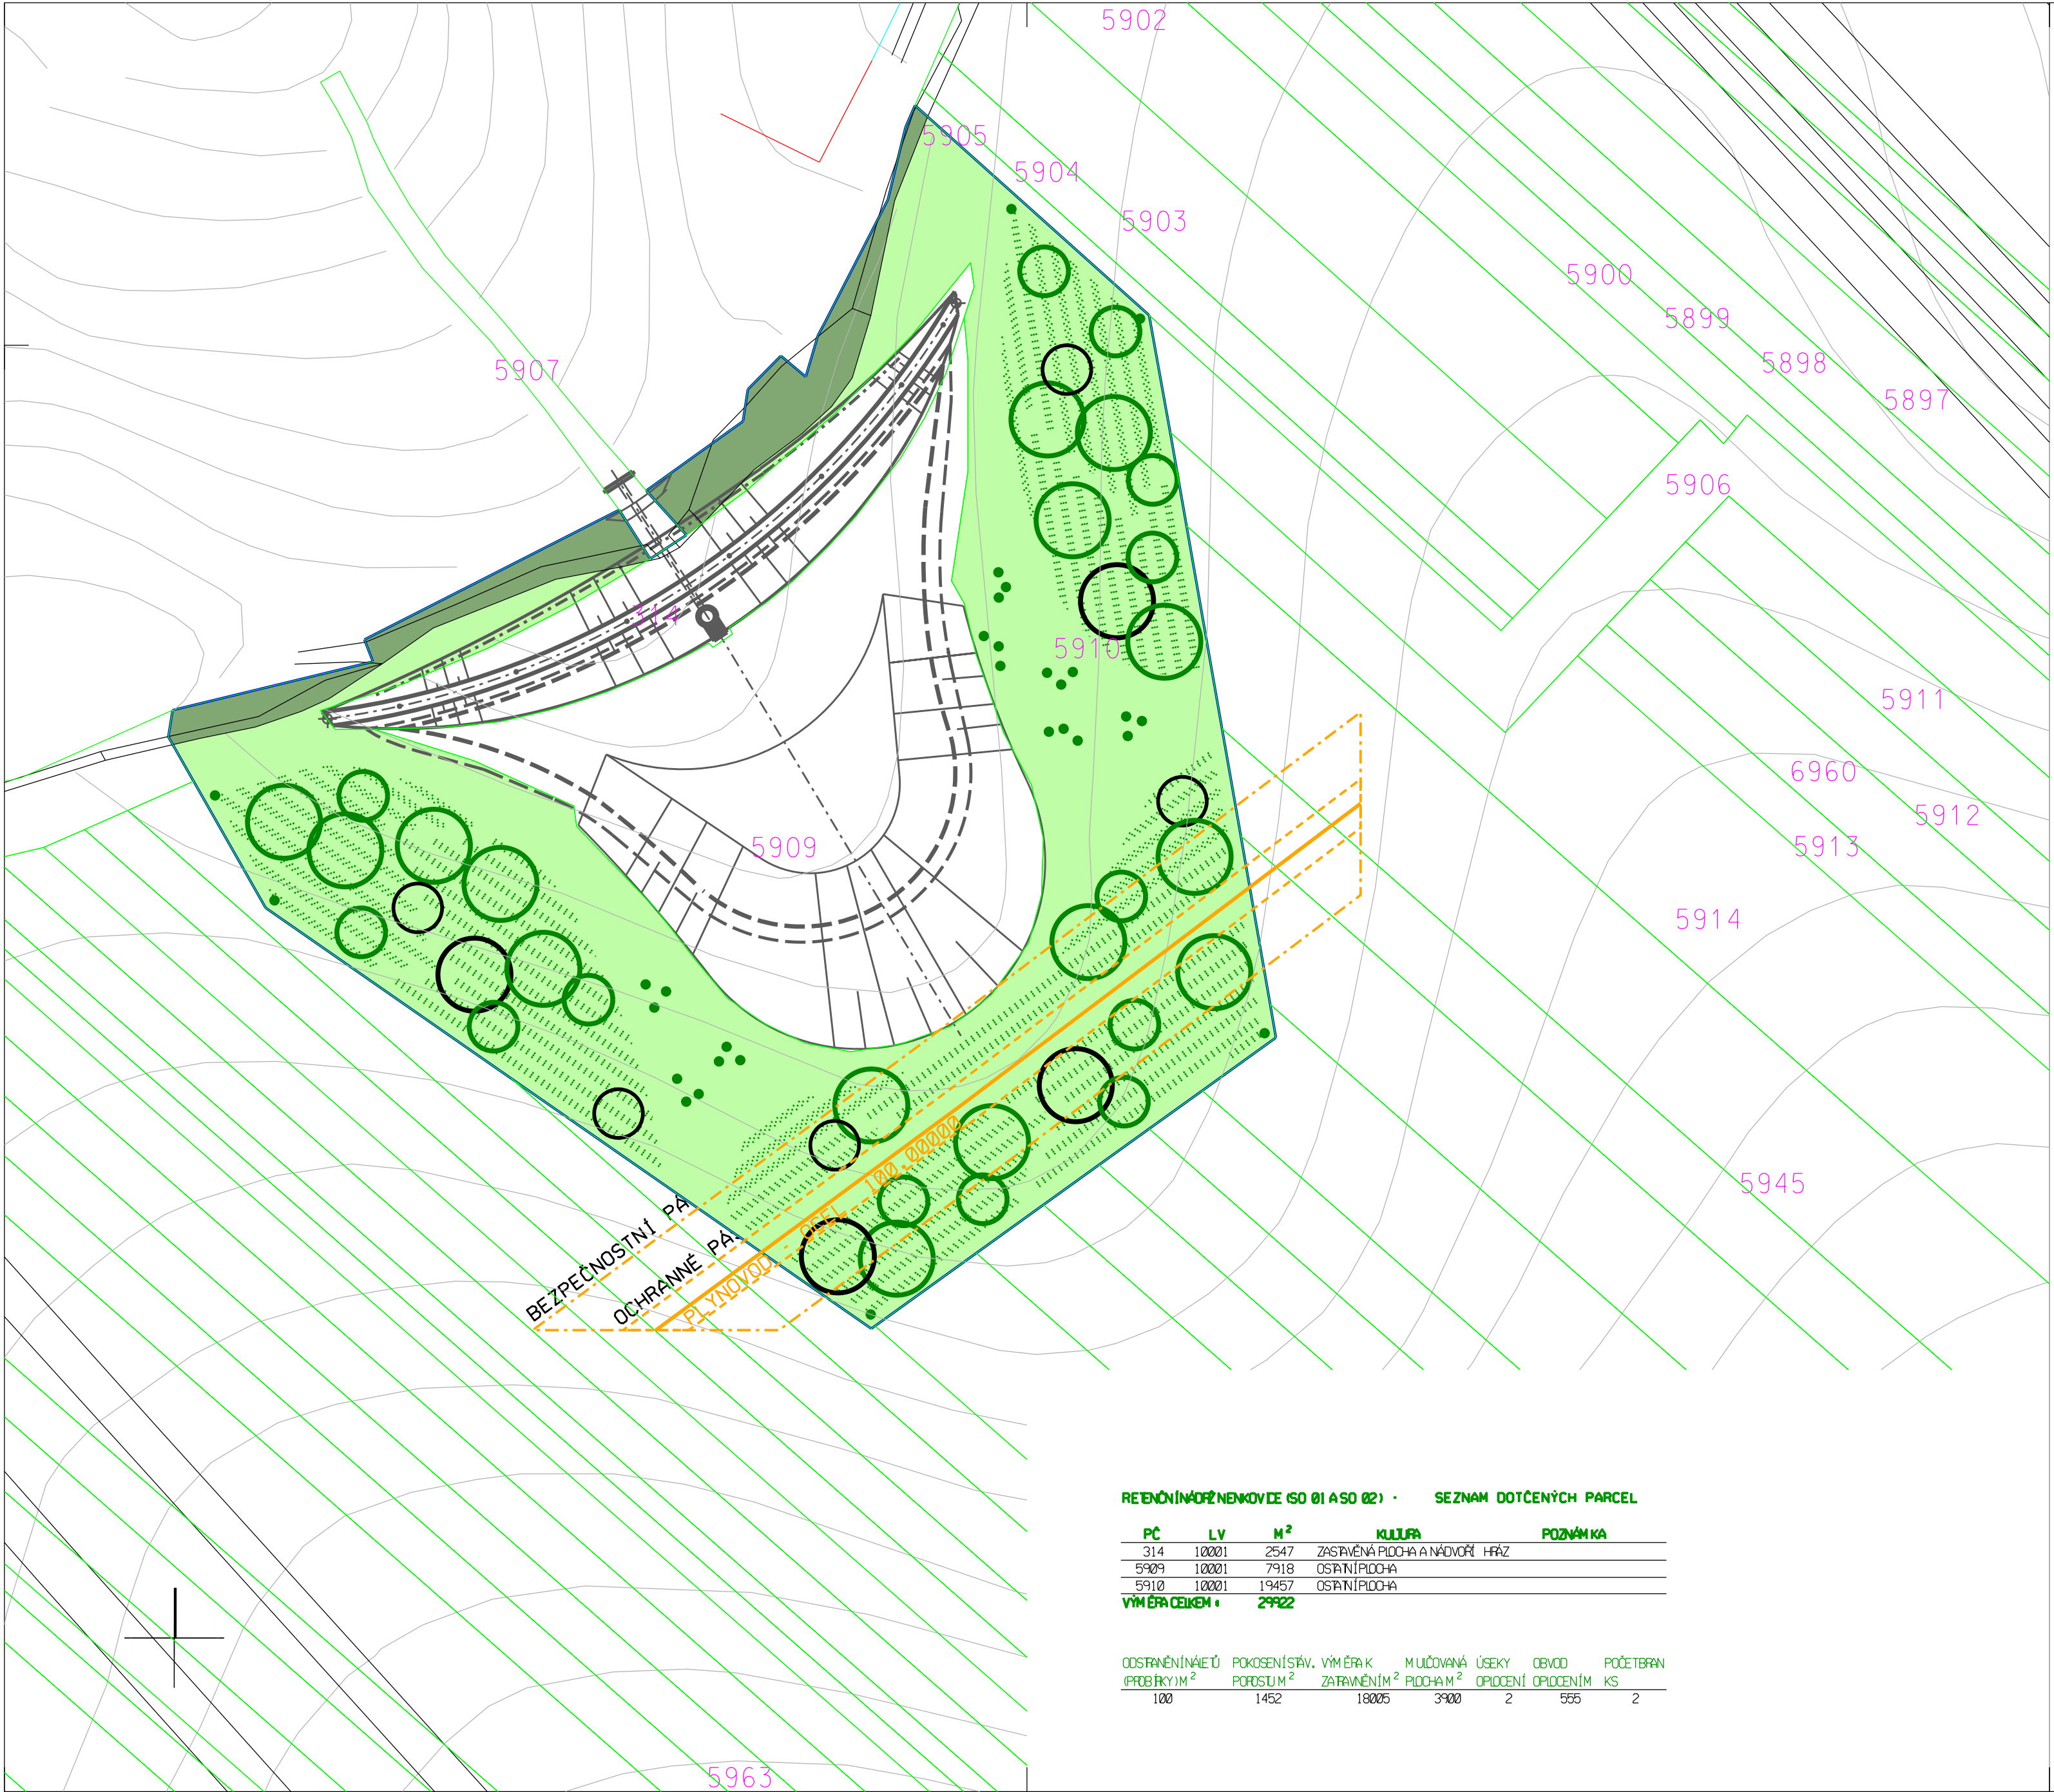 5902
5905
5904
5903
5900
5899
5898
5907
5897
5906
314
5910
5911
6960
5912
5909
5913
5914
5945
100.00000
BEZPEČNOSTNÍ PÁ
OCHRANNÉ PÁ
PLYNOVOD - OCEL
RETENČNÍ NÁDRŽ NENKOVICE (SO 01 A SO 02) - SEZNAM DOTČENÝCH PARCEL
PČ LV M² KULTURA POZNÁMKA
314 10001 2547 ZASTAVĚNÁ PLOCHA A NÁDVOŘÍ HRÁZ
5909 10001 7918 OSTATNÍ PLOCHA
5910 10001 19457 OSTATNÍ PLOCHA
VÝMĚRA CELKEM: 29922
ODSTRANĚNÍ NÁLETŮ POKOSENÍ STÁV. VÝMĚRA K MULČOVANÁ ÚSEKY OBVOD POČET BRAN
(PROBÍRKY) M² POROSTU M² ZATRAVNĚNÍ M² PLOCHA M² OPLOCENÍ OPLOCENÍ M KS
100 1452 18005 3900 2 555 2
5963